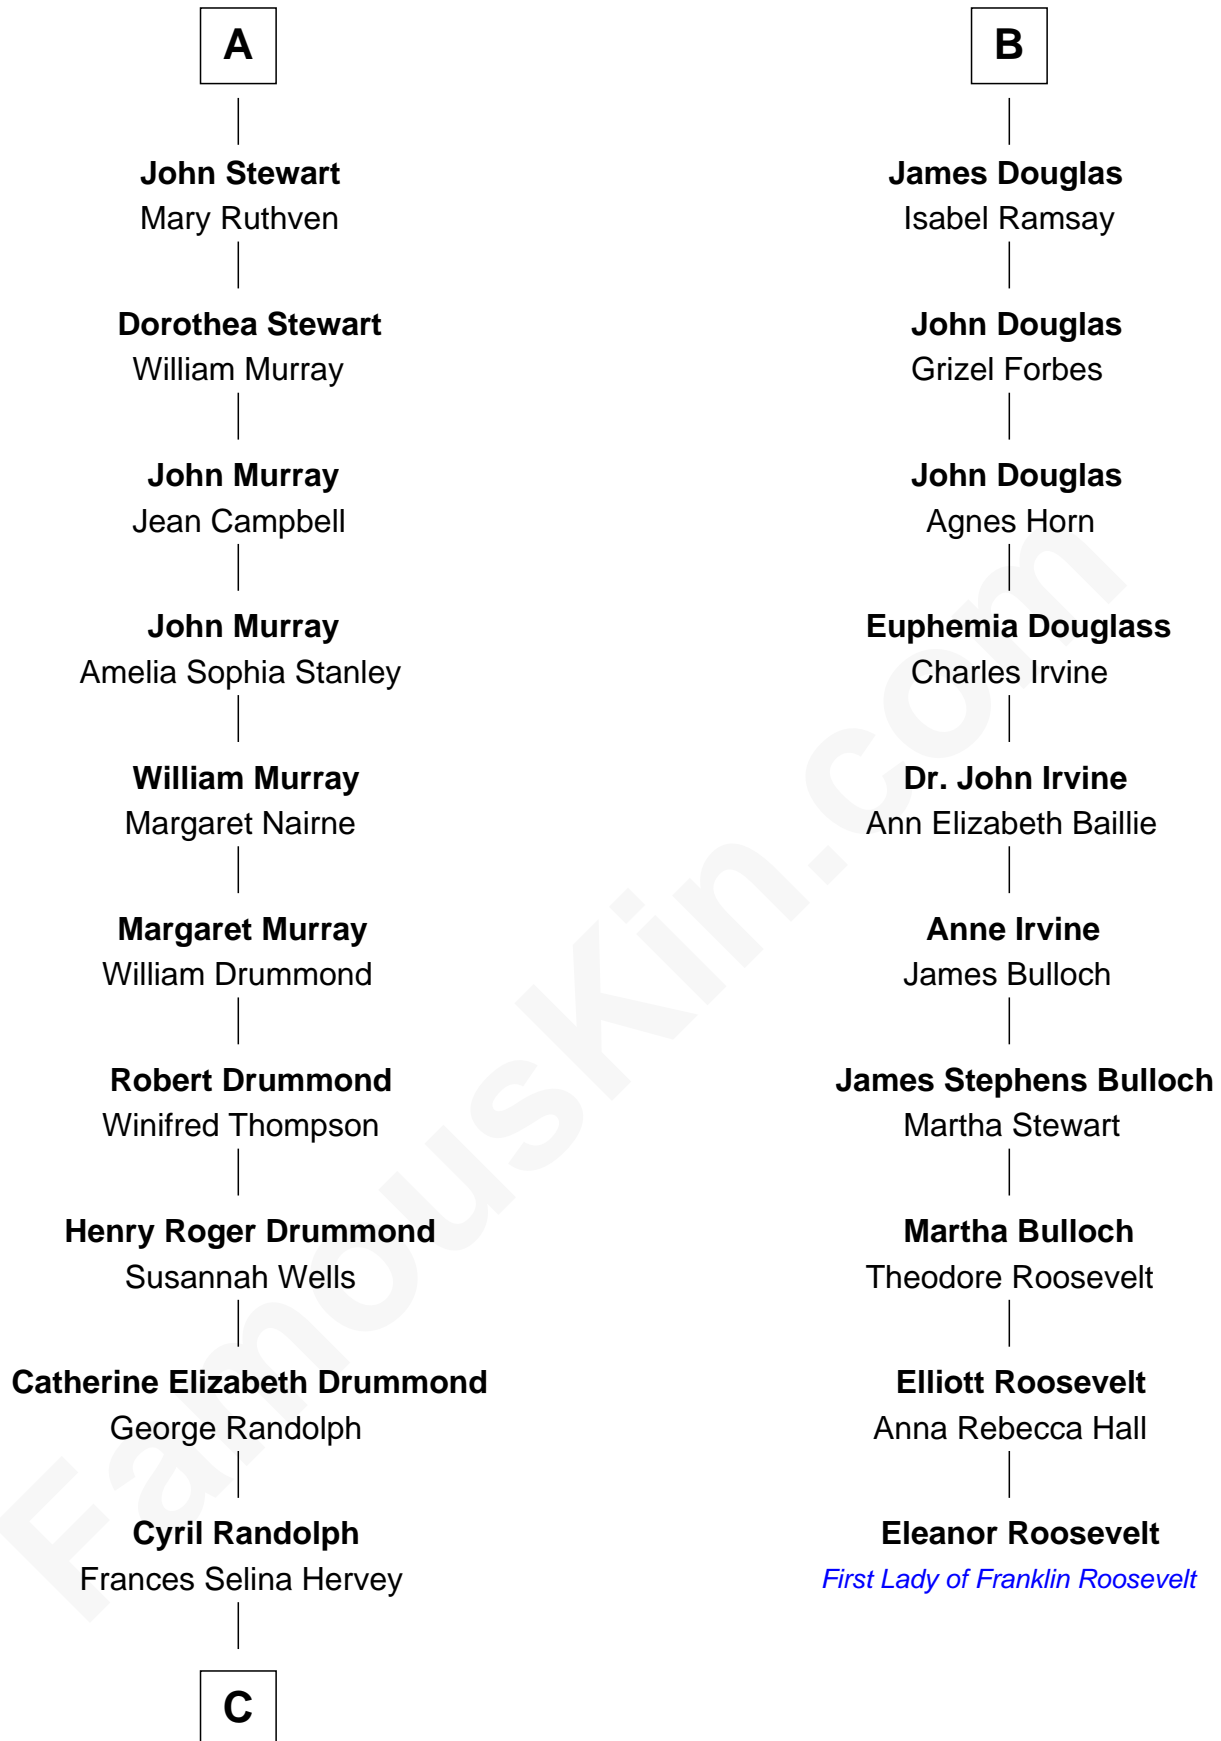 A
John Stewart
Mary Ruthven
Dorothea Stewart
William Murray
John Murray
Jean Campbell
John Murray
Amelia Sophia Stanley
William Murray
Margaret Nairne
Margaret Murray
William Drummond
Robert Drummond
Winifred Thompson
Henry Roger Drummond
Susannah Wells
Catherine Elizabeth Drummond
George Randolph
Cyril Randolph
Frances Selina Hervey
C
B
James Douglas
Isabel Ramsay
John Douglas
Grizel Forbes
John Douglas
Agnes Horn
Euphemia Douglass
Charles Irvine
Dr. John Irvine
Ann Elizabeth Baillie
Anne Irvine
James Bulloch
James Stephens Bulloch
Martha Stewart
Martha Bulloch
Theodore Roosevelt
Elliott Roosevelt
Anna Rebecca Hall
Eleanor Roosevelt
First Lady of Franklin Roosevelt
FamousKin.com